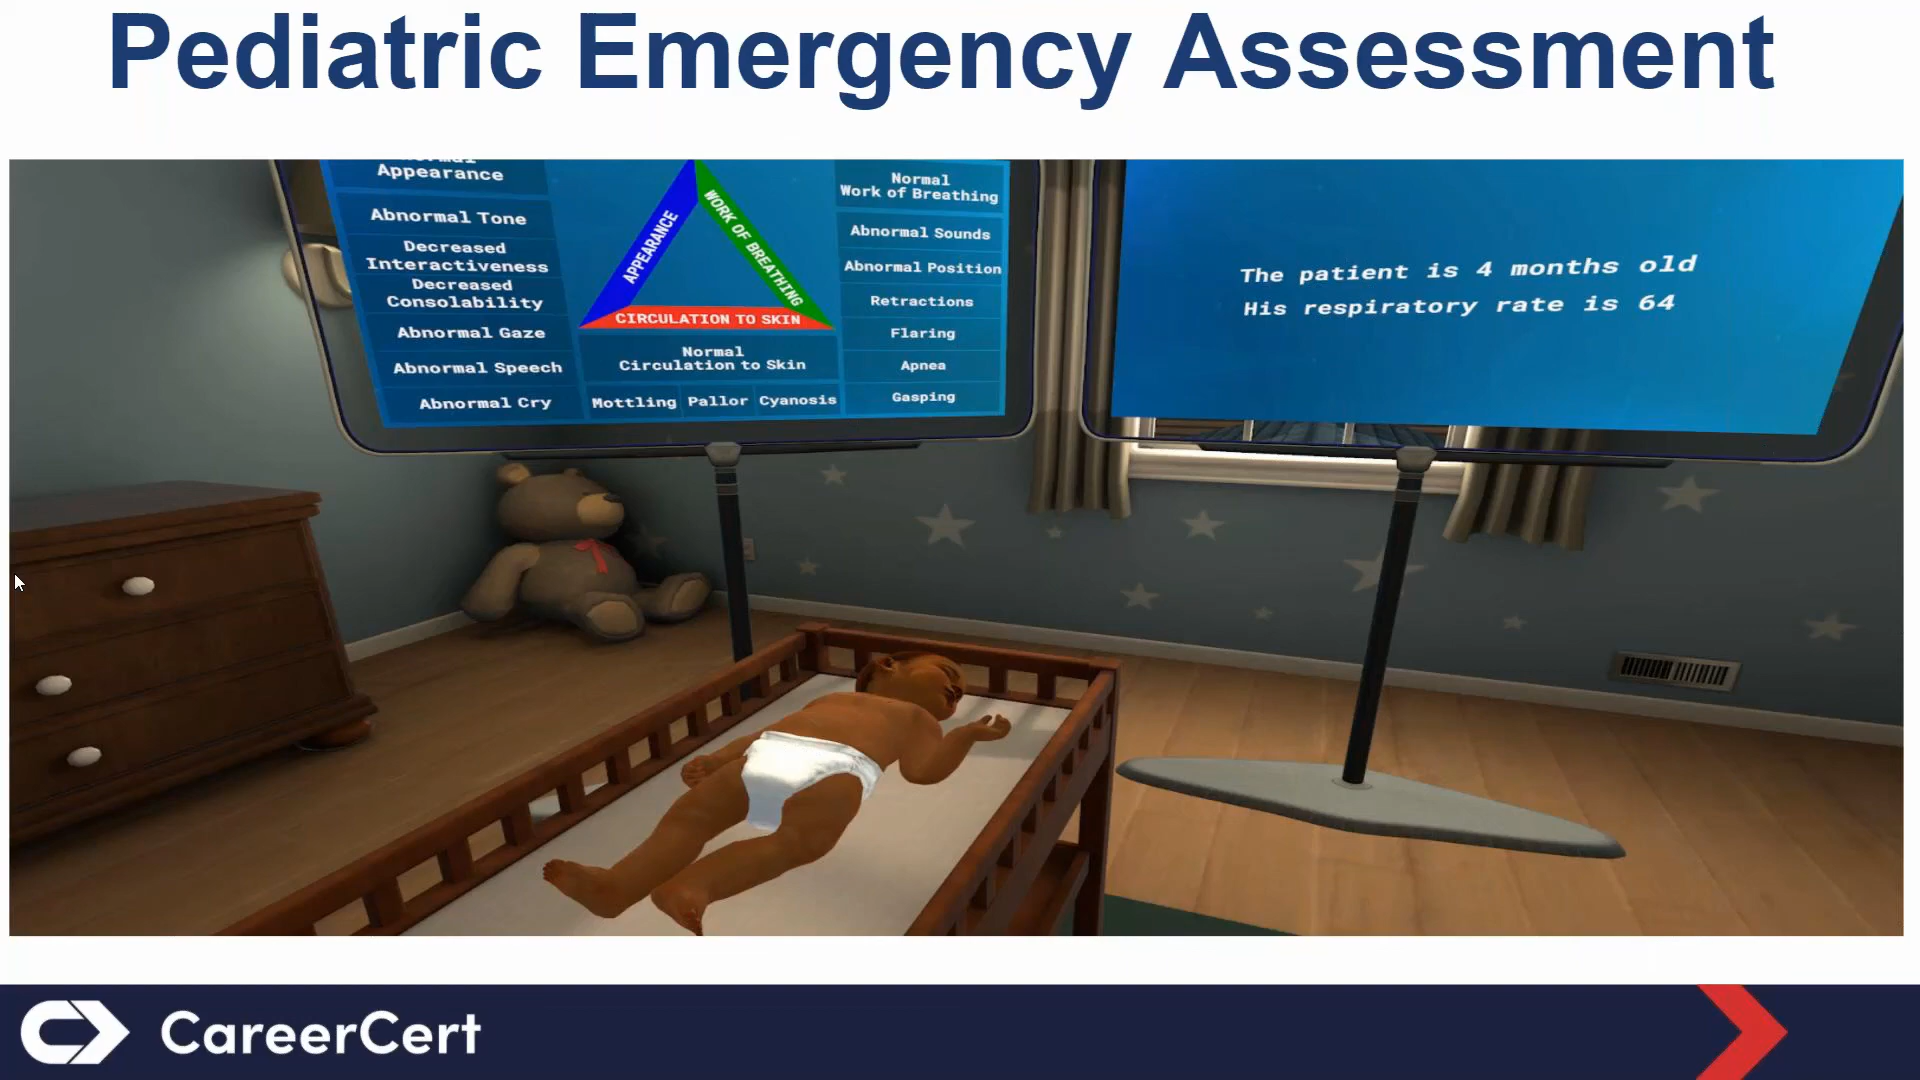 Pediatric Emergency Assessment
Appearance
Abnormal Tone
Decreased
Interactiveness
Decreased
Consolability
Abnormal Gaze
Abnormal Speech
Abnormal Cry
APPEARANCE
WORK OF BREATHING
CIRCULATION TO SKIN
Normal
Circulation to Skin
Mottling Pallor Cyanosis
Normal
Work of Breathing
Abnormal Sounds
Abnormal Position
Retractions
Flaring
Apnea
Gasping
The patient is 4 months old
His respiratory rate is 64
CareerCert